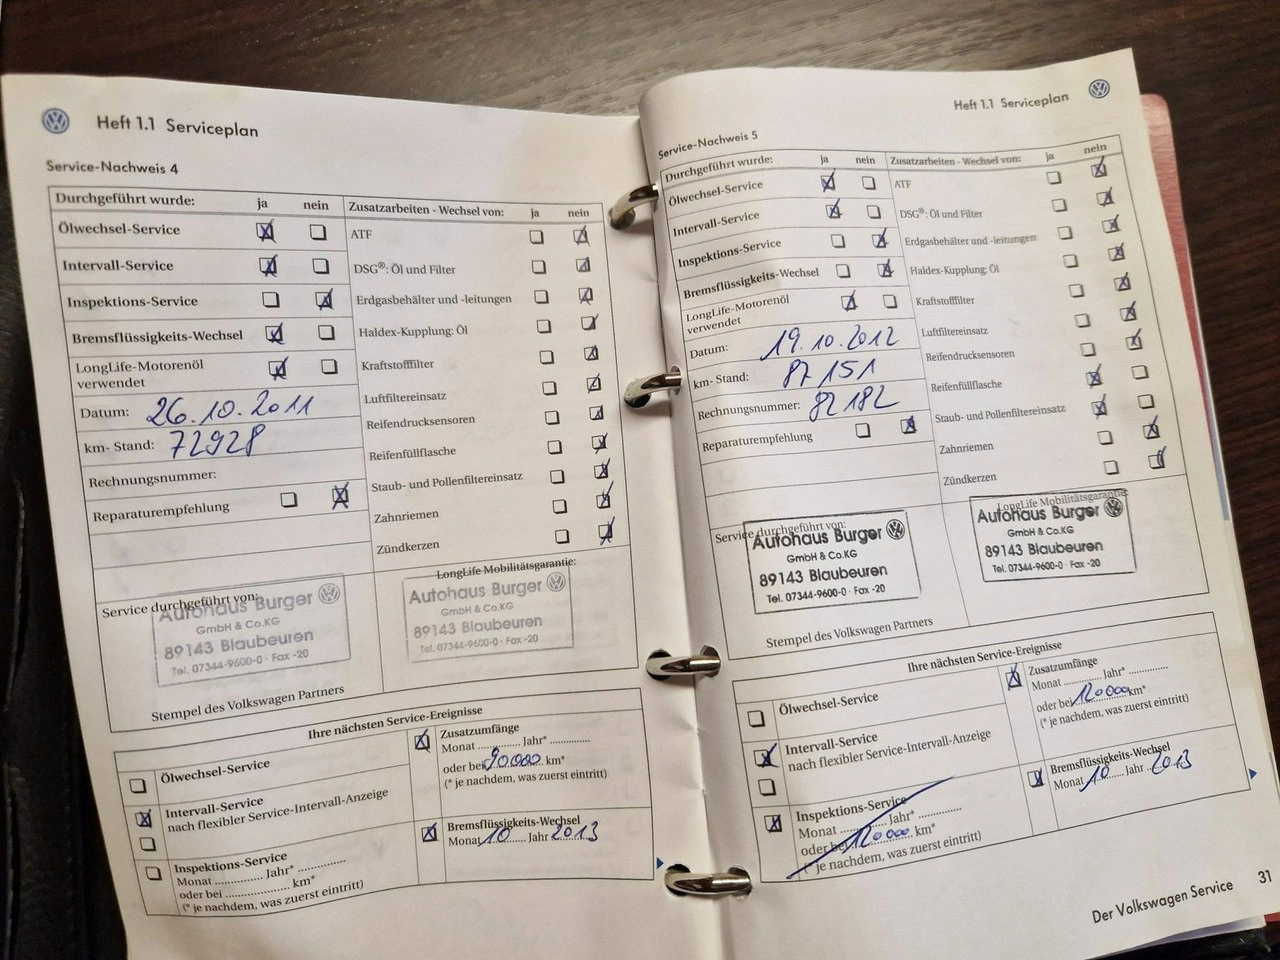 Heft 1.1 Serviceplan
Service-Nachweis 4
Durchgeführt wurde: ja nein
Ölwechsel-Service
Intervall-Service
Inspektions-Service
Bremsflüssigkeits-Wechsel
LongLife-Motorenöl
verwendet
Datum: 26.10.2011
km- Stand: 72928
Rechnungsnummer:
Reparaturempfehlung
Zusatzarbeiten - Wechsel von: ja nein
ATF
DSG®: Öl und Filter
Erdgasbehälter und -leitungen
Haldex-Kupplung: Öl
Kraftstofffilter
Luftfiltereinsatz
Reifendrucksensoren
Reifenfüllflasche
Staub- und Pollenfiltereinsatz
Zahnriemen
Zündkerzen
Service durchgeführt von:
Autohaus Burger
GmbH & Co.KG
89143 Blaubeuren
Tel. 07344-9600-0 · Fax -20
Stempel des Volkswagen Partners
LongLife Mobilitätsgarantie:
Autohaus Burger
GmbH & Co.KG
89143 Blaubeuren
Tel. 07344-9600-0 · Fax -20
Ihre nächsten Service-Ereignisse
Ölwechsel-Service
Intervall-Service
nach flexibler Service-Intervall-Anzeige
Inspektions-Service
Monat .............. Jahr* ..............
oder bei .................. km*
(* je nachdem, was zuerst eintritt)
Zusatzumfänge
Monat ............ Jahr* ............
oder bei 90000 km*
(* je nachdem, was zuerst eintritt)
Bremsflüssigkeits-Wechsel
Monat 10 Jahr 2013
Heft 1.1 Serviceplan
Service-Nachweis 5
Durchgeführt wurde: ja nein
Ölwechsel-Service
Intervall-Service
Inspektions-Service
Bremsflüssigkeits-Wechsel
LongLife-Motorenöl
verwendet
Datum: 19.10.2012
km- Stand: 87151
Rechnungsnummer: 82182
Reparaturempfehlung
Zusatzarbeiten - Wechsel von: ja nein
ATF
DSG®: Öl und Filter
Erdgasbehälter und -leitungen
Haldex-Kupplung: Öl
Kraftstofffilter
Luftfiltereinsatz
Reifendrucksensoren
Reifenfüllflasche
Staub- und Pollenfiltereinsatz
Zahnriemen
Zündkerzen
Service durchgeführt von:
Autohaus Burger
GmbH & Co.KG
89143 Blaubeuren
Tel. 07344-9600-0 · Fax -20
Stempel des Volkswagen Partners
LongLife Mobilitätsgarantie:
Autohaus Burger
GmbH & Co.KG
89143 Blaubeuren
Tel. 07344-9600-0 · Fax -20
Ihre nächsten Service-Ereignisse
Ölwechsel-Service
Intervall-Service
nach flexibler Service-Intervall-Anzeige
Inspektions-Service
Monat .............. Jahr* ..............
oder bei 120000 km*
(* je nachdem, was zuerst eintritt)
Zusatzumfänge
Monat ............ Jahr* ............
oder bei 120000 km*
(* je nachdem, was zuerst eintritt)
Bremsflüssigkeits-Wechsel
Monat 10 Jahr 2013
Der Volkswagen Service 31